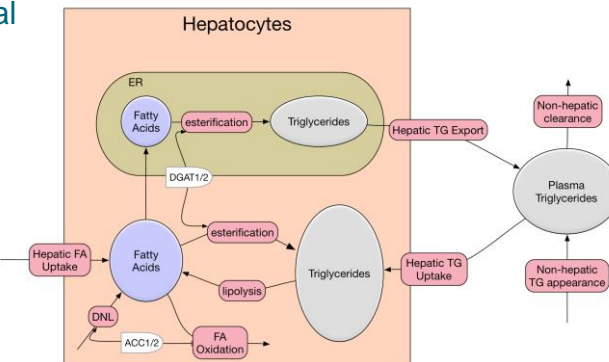 al
Hepatocytes
ER
Fatty
Acids
esterification
Triglycerides
Hepatic TG Export
Non-hepatic
clearance
DGAT1/2
Plasma
Triglycerides
esterification
Hepatic FA
Uptake
Fatty
Acids
Triglycerides
Hepatic TG
Uptake
Non-hepatic
TG appearance
lipolysis
DNL
ACC1/2
FA
Oxidation